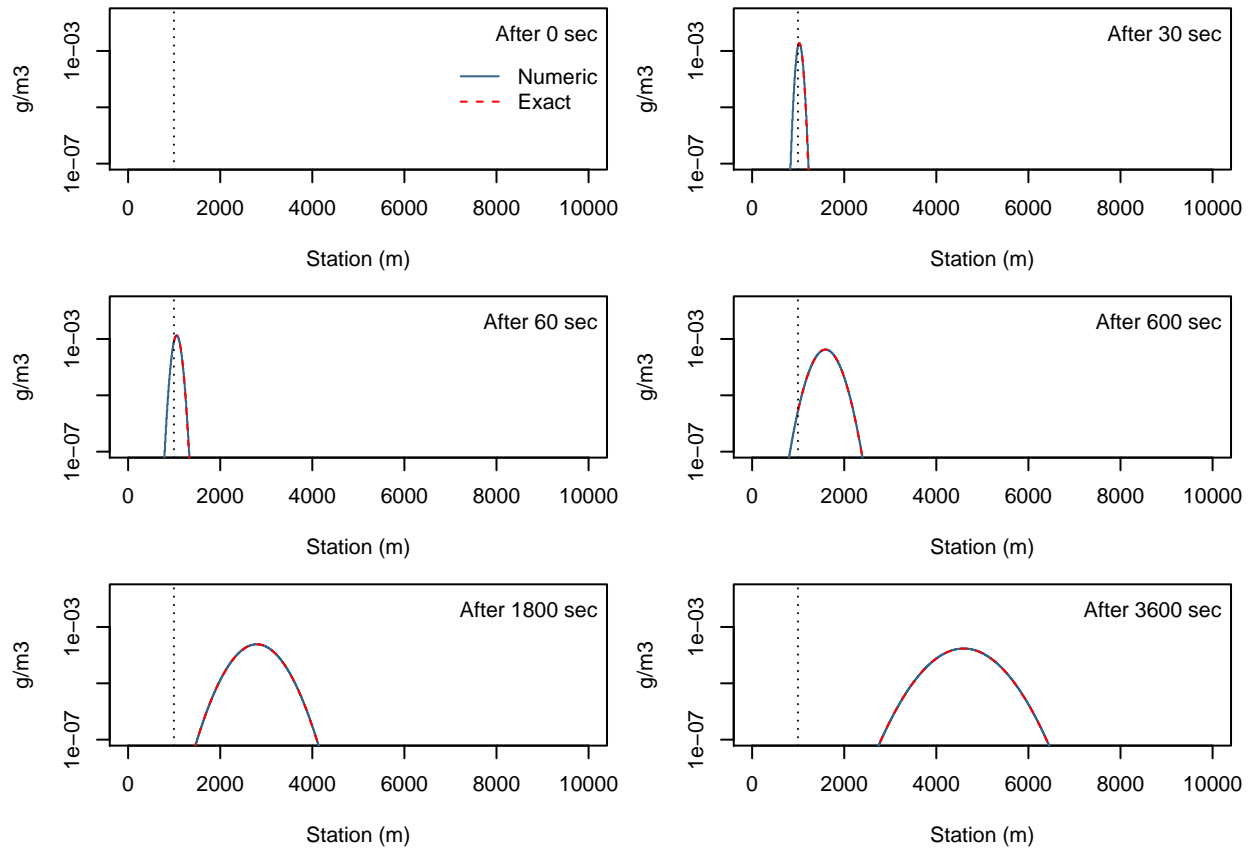 After 0 sec
Numeric
Exact
g/m3
1e−03
1e−07
0 2000 4000 6000 8000 10000
Station (m)
After 30 sec
g/m3
1e−03
1e−07
0 2000 4000 6000 8000 10000
Station (m)
After 60 sec
g/m3
1e−03
1e−07
0 2000 4000 6000 8000 10000
Station (m)
After 600 sec
g/m3
1e−03
1e−07
0 2000 4000 6000 8000 10000
Station (m)
After 1800 sec
g/m3
1e−03
1e−07
0 2000 4000 6000 8000 10000
Station (m)
After 3600 sec
g/m3
1e−03
1e−07
0 2000 4000 6000 8000 10000
Station (m)